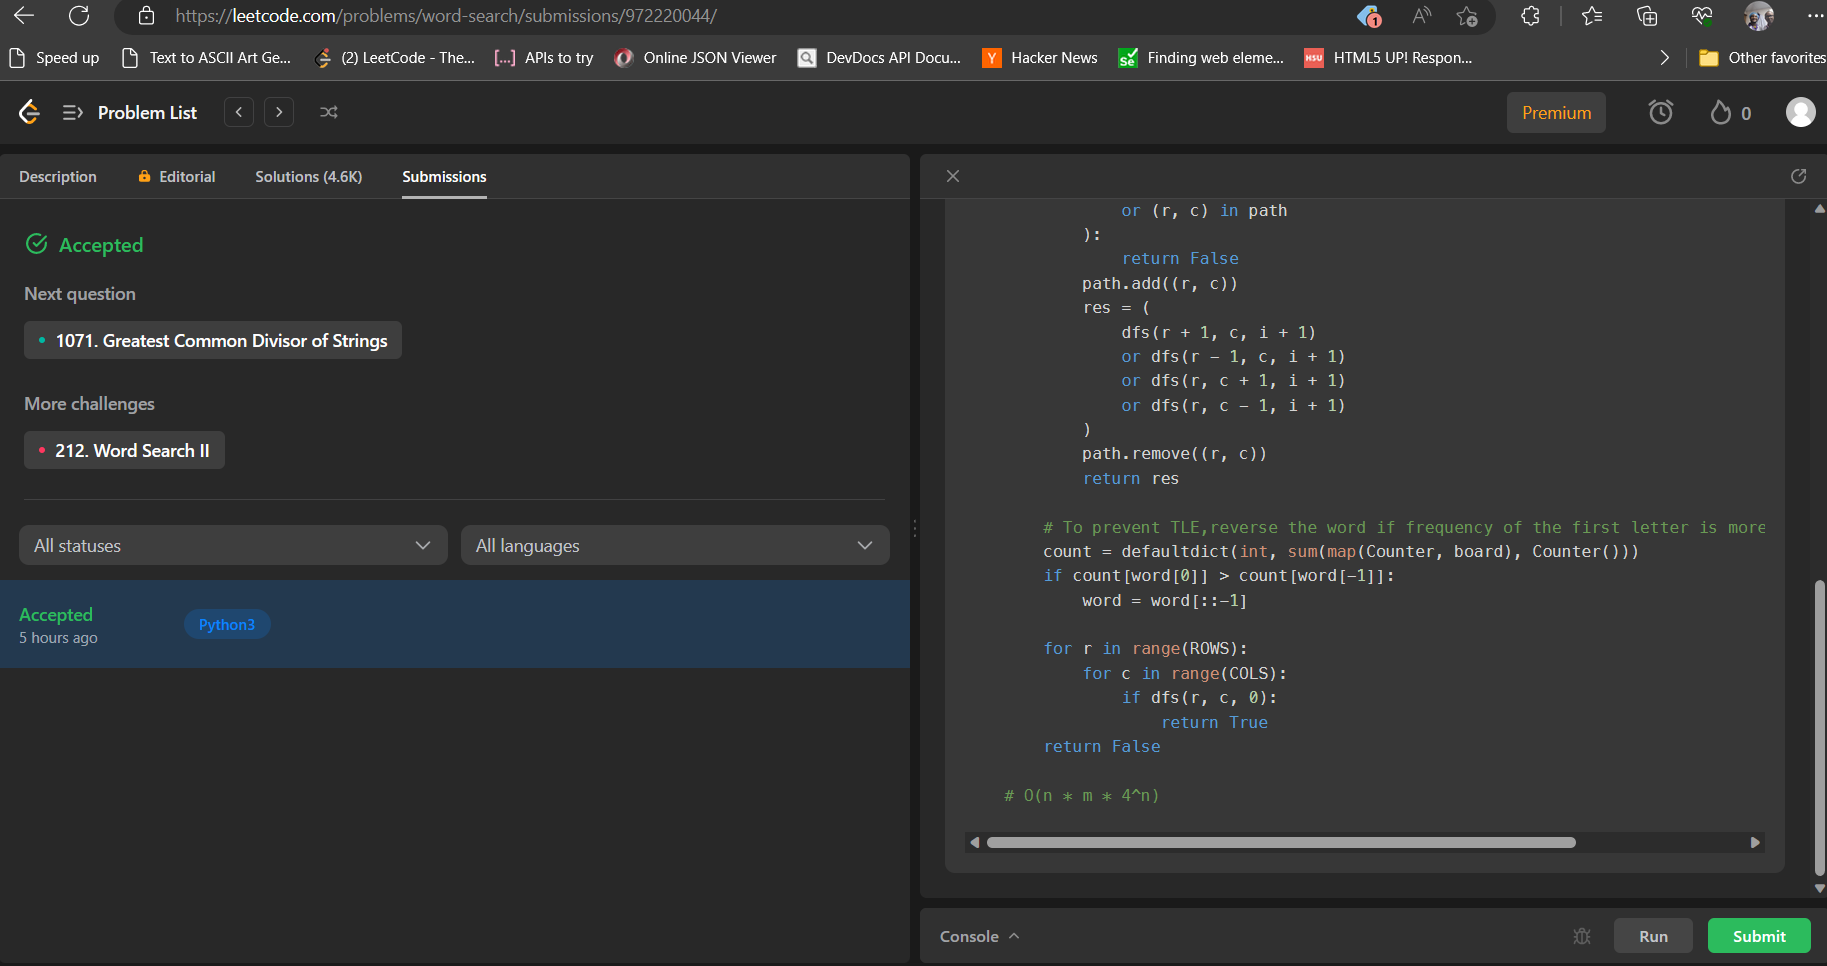 https://leetcode.com/problems/word-search/submissions/972220044/
1
Speed up
Text to ASCII Art Ge...
(2) LeetCode - The...
[...] APIs to try
Online JSON Viewer
DevDocs API Docu...
Y Hacker News
Se Finding web eleme...
HSU HTML5 UP! Respon...
Other favorites
Problem List
Premium
0
Description
Editorial
Solutions (4.6K)
Submissions
Accepted
Next question
1071. Greatest Common Divisor of Strings
More challenges
212. Word Search II
All statuses
All languages
Accepted
5 hours ago
Python3
or (r, c) in path
):
return False
path.add((r, c))
res = (
dfs(r + 1, c, i + 1)
or dfs(r - 1, c, i + 1)
or dfs(r, c + 1, i + 1)
or dfs(r, c - 1, i + 1)
)
path.remove((r, c))
return res
# To prevent TLE,reverse the word if frequency of the first letter is more
count = defaultdict(int, sum(map(Counter, board), Counter()))
if count[word[0]] > count[word[-1]]:
word = word[::-1]
for r in range(ROWS):
for c in range(COLS):
if dfs(r, c, 0):
return True
return False
# O(n * m * 4^n)
Console
Run
Submit